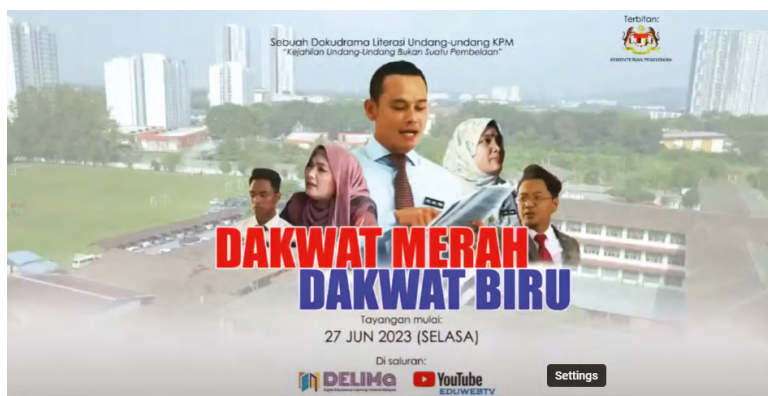 Terbitan:
KEMENTERIAN PENDIDIKAN
Sebuah Dokudrama Literasi Undang-undang KPM
"Kejahilan Undang-Undang Bukan Suatu Pembelaan"
DAKWAT MERAH
DAKWAT BIRU
Tayangan mulai:
27 JUN 2023 (SELASA)
Di saluran:
DELIMa
YouTube
EDUWEBTV
Settings